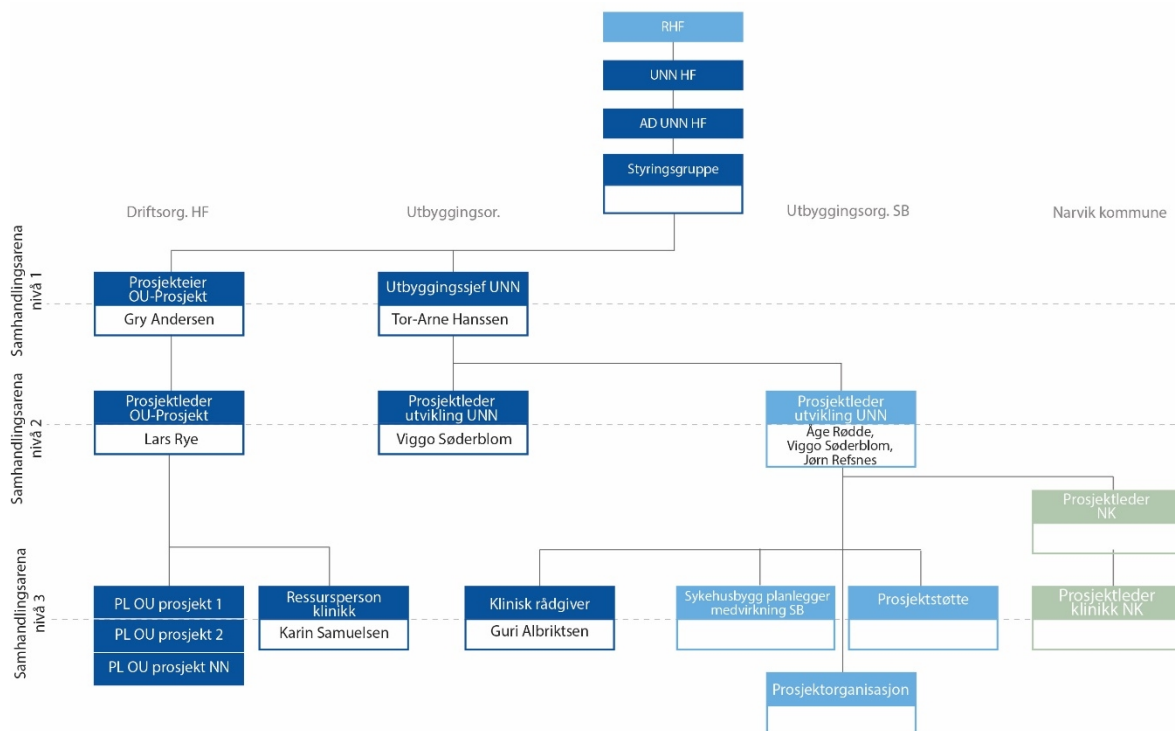 RHF
UNN HF
AD UNN HF
Styringsgruppe
Driftsorg. HF
Utbyggingsor.
Utbyggingsorg. SB
Narvik kommune
Samhandlingsarena
nivå 1
Prosjekteier
OU-Prosjekt
Gry Andersen
Utbyggingssjef UNN
Tor-Arne Hanssen
Samhandlingsarena
nivå 2
Prosjektleder
OU-Prosjekt
Lars Rye
Prosjektleder
utvikling UNN
Viggo Søderblom
Prosjektleder
utvikling UNN
Åge Rødde,
Viggo Søderblom,
Jørn Refsnes
Prosjektleder
NK
Samhandlingsarena
nivå 3
PL OU prosjekt 1
PL OU prosjekt 2
PL OU prosjekt NN
Ressursperson
klinikk
Karin Samuelsen
Klinisk rådgiver
Guri Albriktsen
Sykehusbygg planlegger
medvirkning SB
Prosjektstøtte
Prosjektleder
klinikk NK
Prosjektorganisasjon